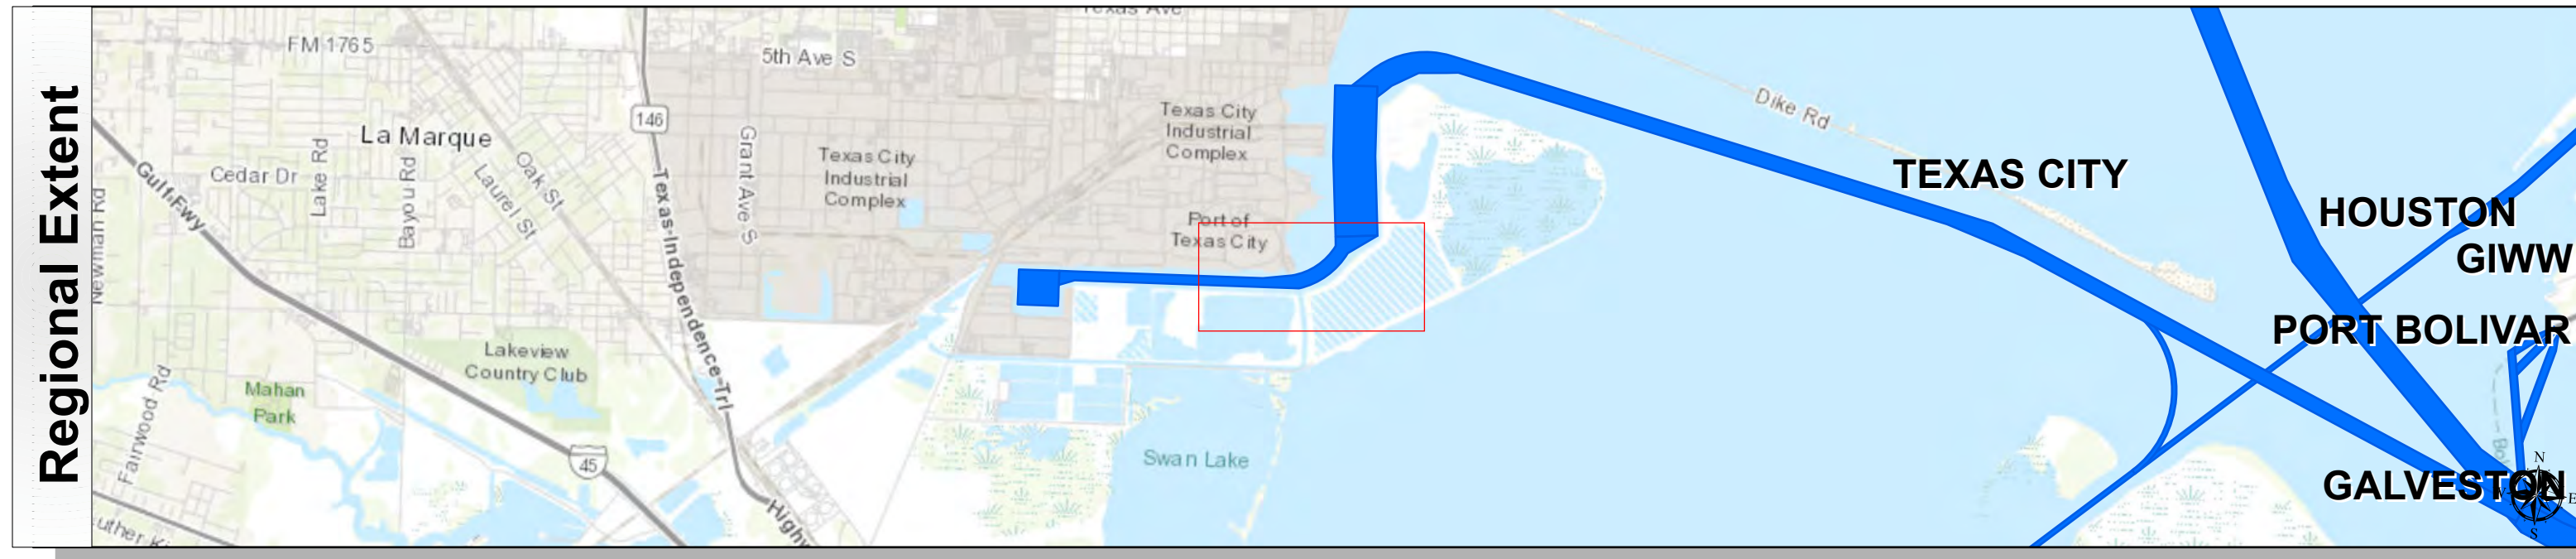 Regional Extent
Texas Ave
FM 1765
5th Ave S
146
La Marque
Cedar Dr
Lake Rd
Bayou Rd
Oak St
Laurel St
Gulf Fwy
Newman Rd
Grant Ave S
Texas-Independence-Trl
Texas City
Industrial
Complex
Texas City
Industrial
Complex
Port of
Texas City
Dike Rd
TEXAS CITY
HOUSTON
GIWW
PORT BOLIVAR
GALVESTON
Lakeview
Country Club
Mahan
Park
Fairwood Rd
45
Swan Lake
N
E
S